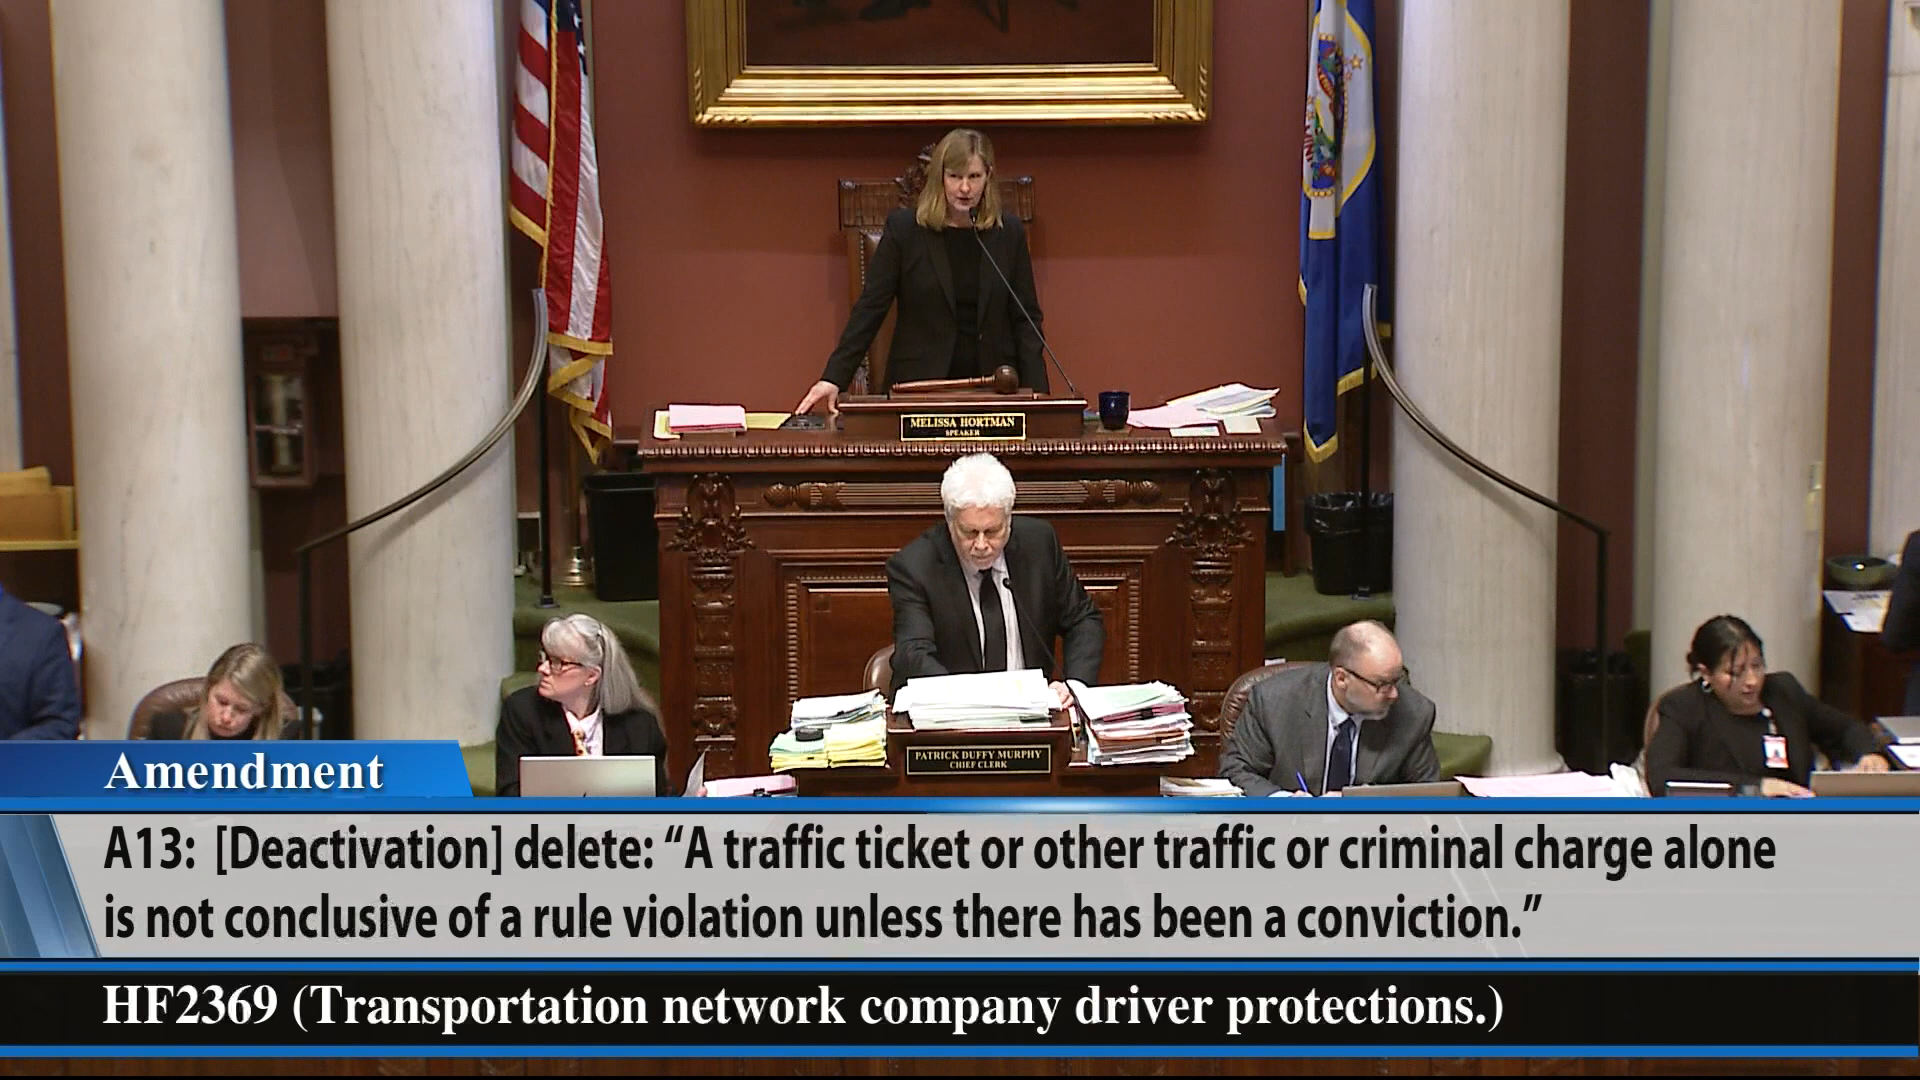 MELISSA HORTMAN
SPEAKER
PATRICK DUFFY MURPHY
CHIEF CLERK
Amendment
A13: [Deactivation] delete: “A traffic ticket or other traffic or criminal charge alone
is not conclusive of a rule violation unless there has been a conviction.”
HF2369 (Transportation network company driver protections.)